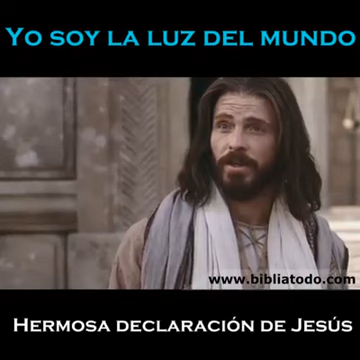 Yo soy la luz del mundo
www.bibliatodo.com
Hermosa declaración de Jesús